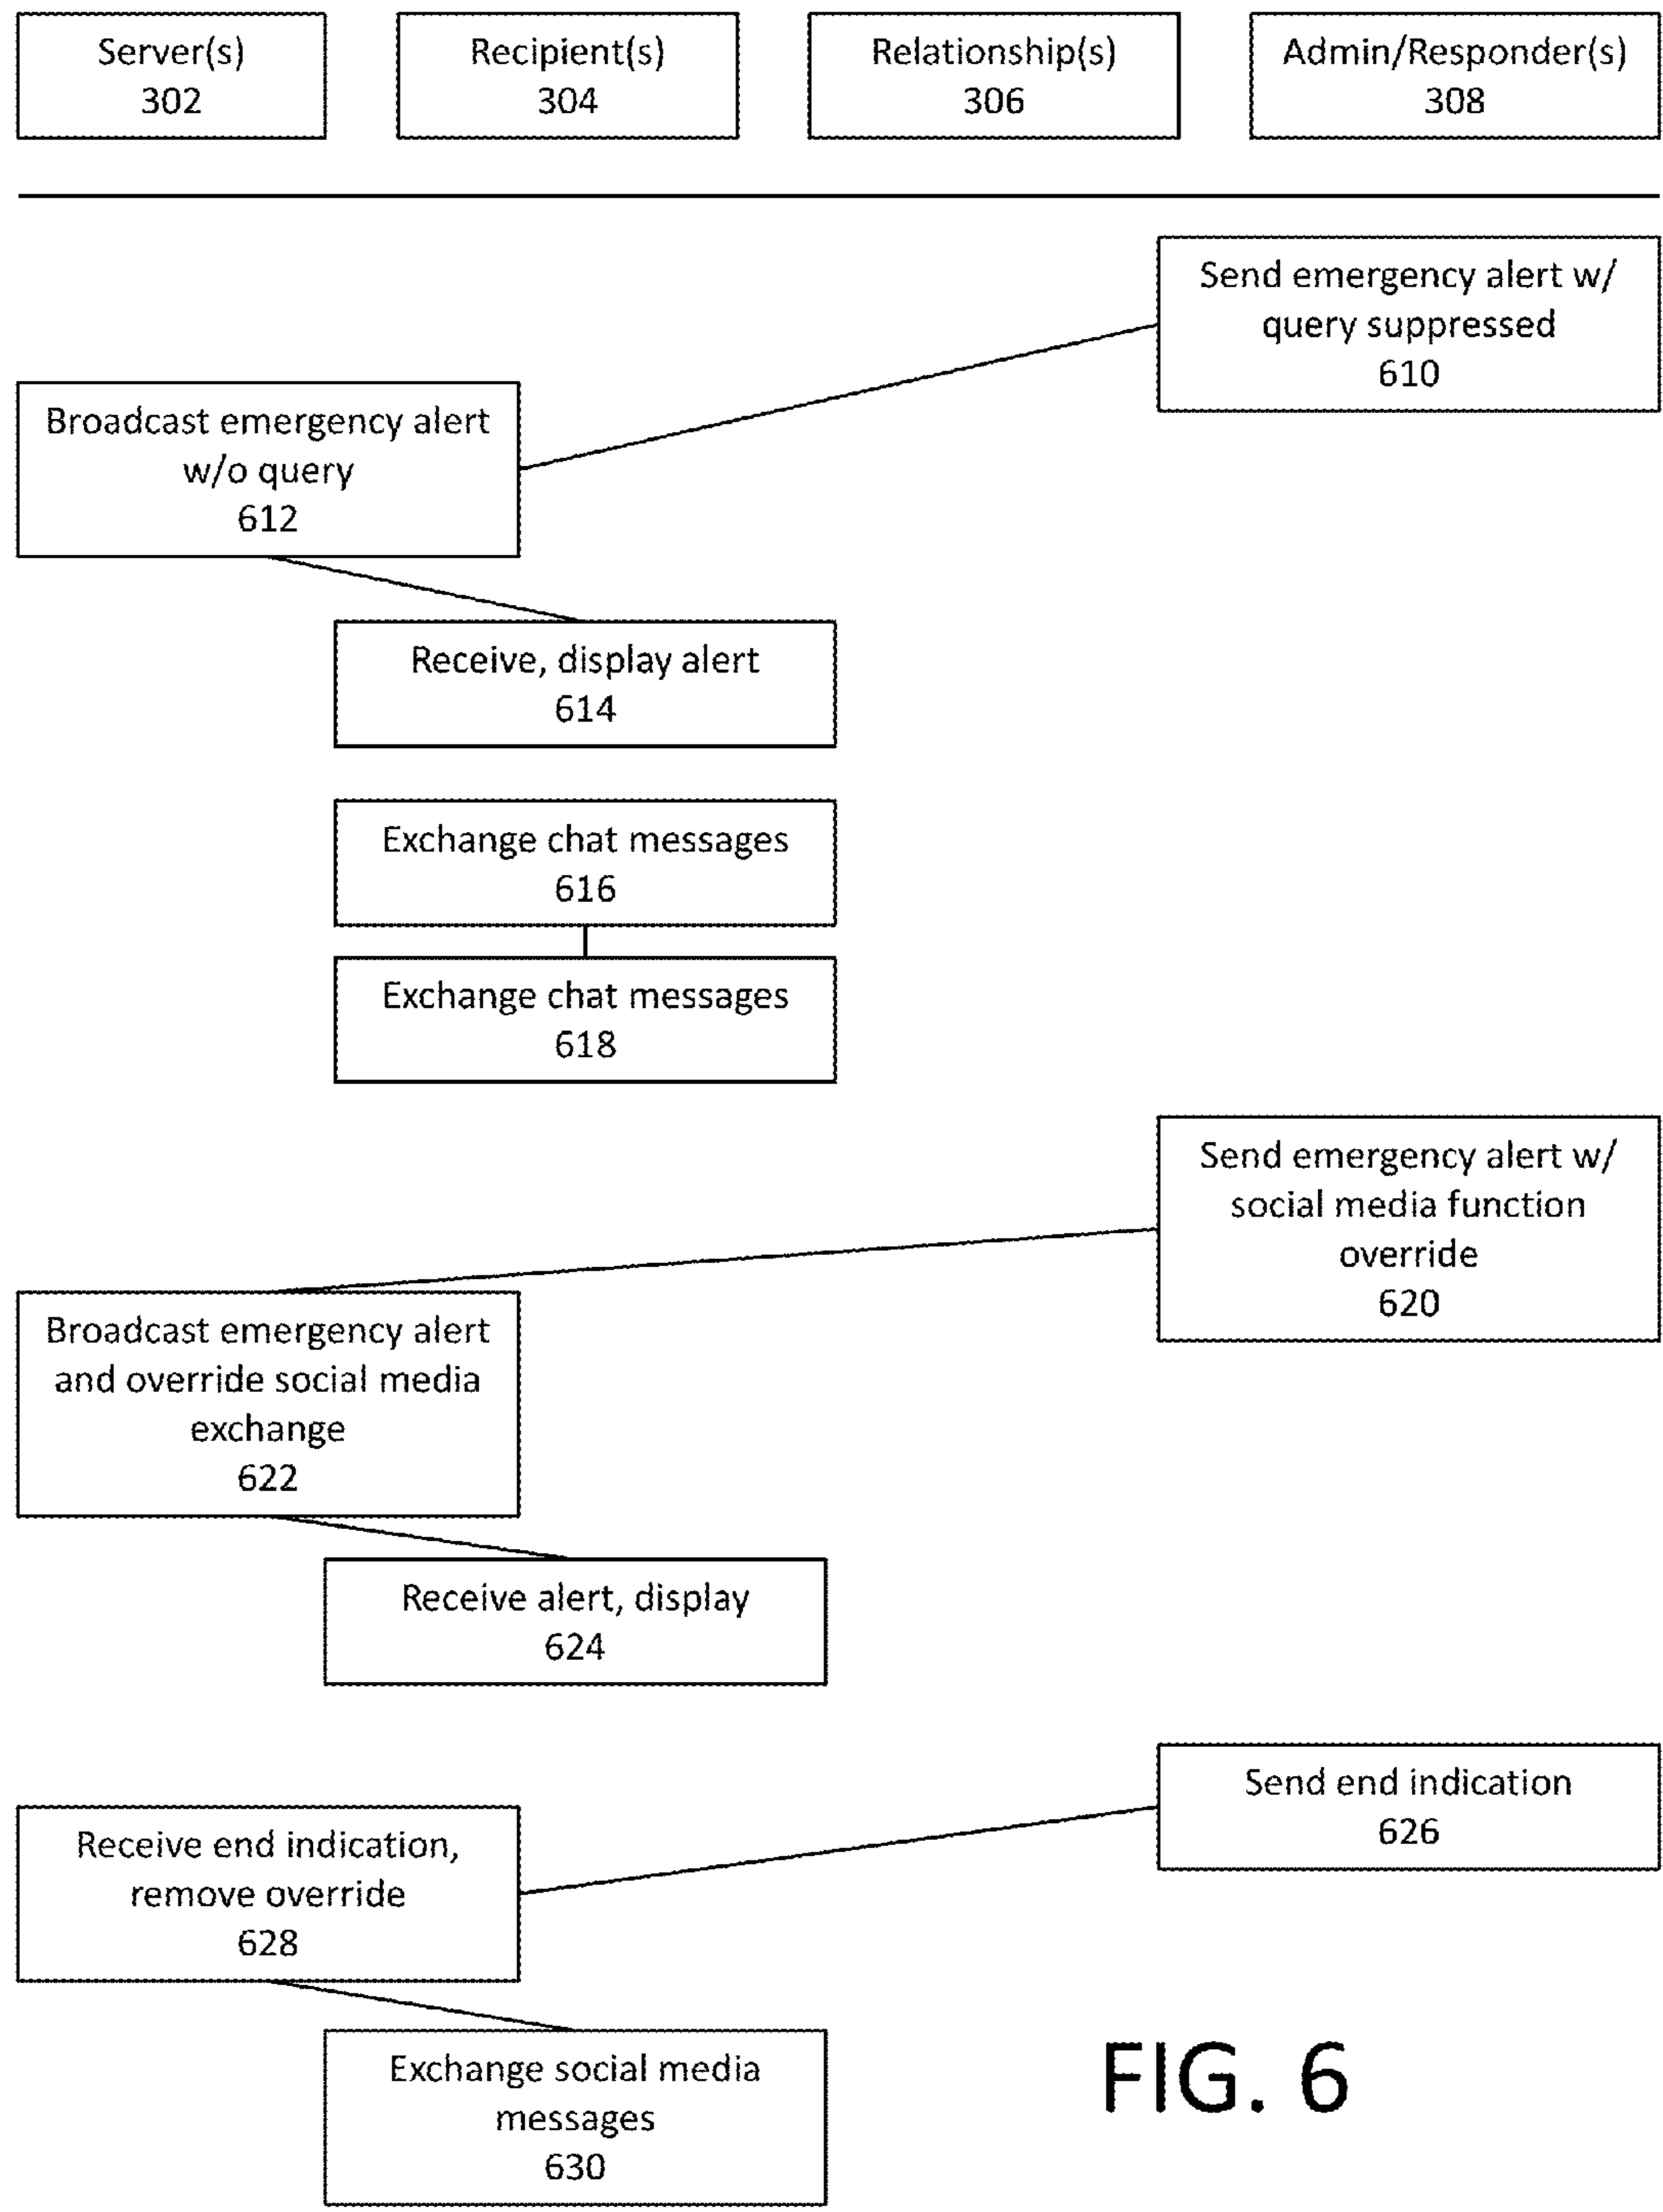 Server(s)
302
Recipient(s)
304
Relationship(s)
306
Admin/Responder(s)
308
Send emergency alert w/
query suppressed
610
Broadcast emergency alert
w/o query
612
Receive, display alert
614
Exchange chat messages
616
Exchange chat messages
618
Send emergency alert w/
social media function
override
620
Broadcast emergency alert
and override social media
exchange
622
Receive alert, display
624
Send end indication
626
Receive end indication,
remove override
628
Exchange social media
messages
630
FIG. 6